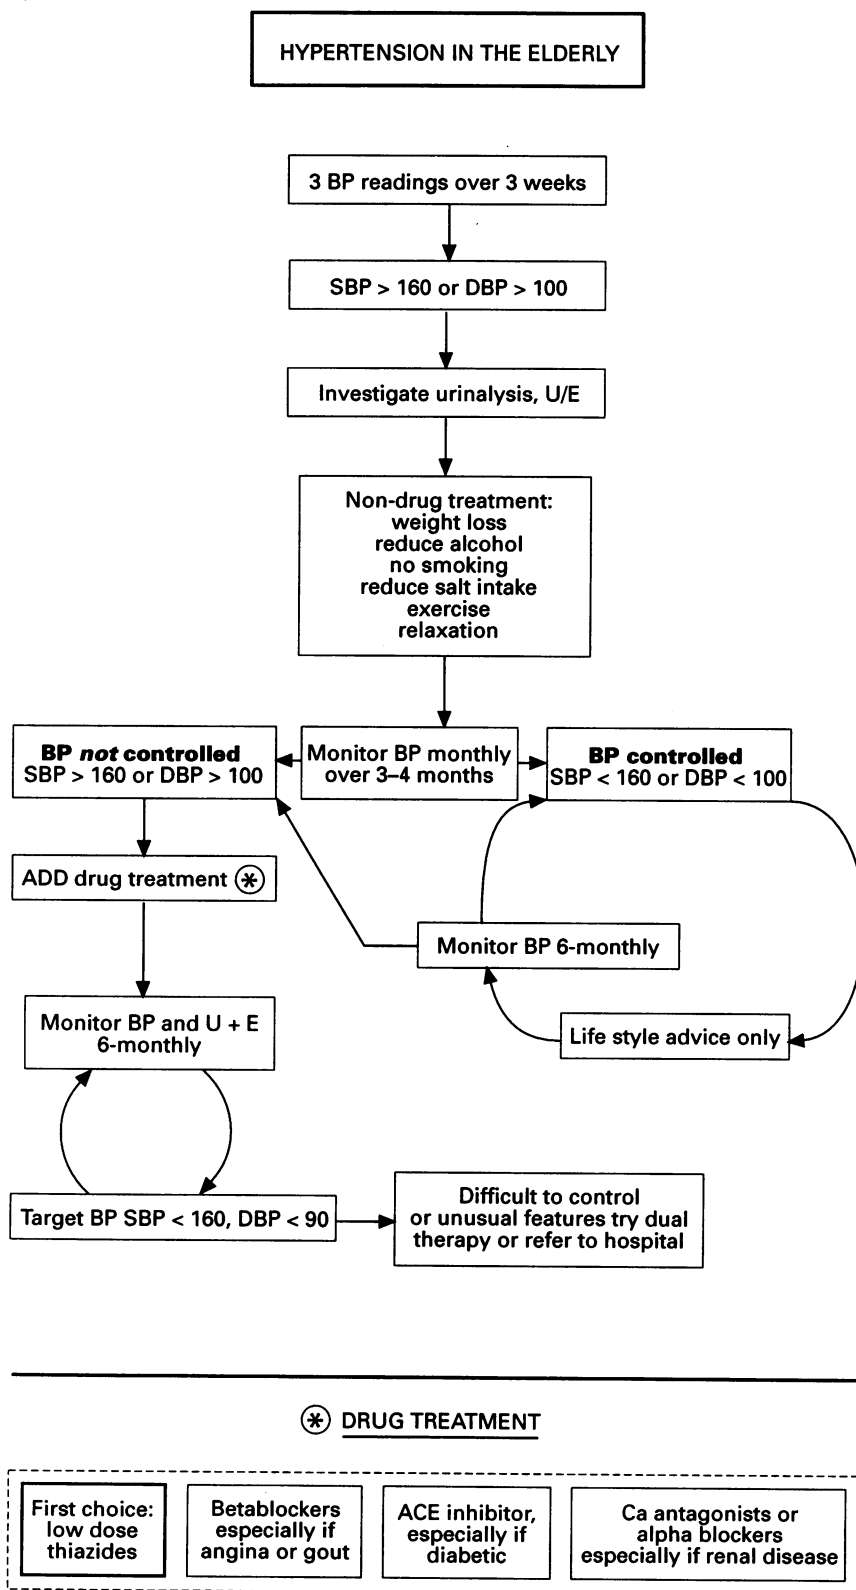 HYPERTENSION IN THE ELDERLY
3 BP readings over 3 weeks
SBP > 160 or DBP > 100
Investigate urinalysis, U/E
Non-drug treatment:
weight loss
reduce alcohol
no smoking
reduce salt intake
exercise
relaxation
BP not controlled
SBP > 160 or DBP > 100
Monitor BP monthly
over 3–4 months
BP controlled
SBP < 160 or DBP < 100
ADD drug treatment *
Monitor BP 6-monthly
Monitor BP and U + E
6-monthly
Life style advice only
Target BP SBP < 160, DBP < 90
Difficult to control
or unusual features try dual
therapy or refer to hospital
* DRUG TREATMENT
First choice:
low dose
thiazides
Betablockers
especially if
angina or gout
ACE inhibitor,
especially if
diabetic
Ca antagonists or
alpha blockers
especially if renal disease